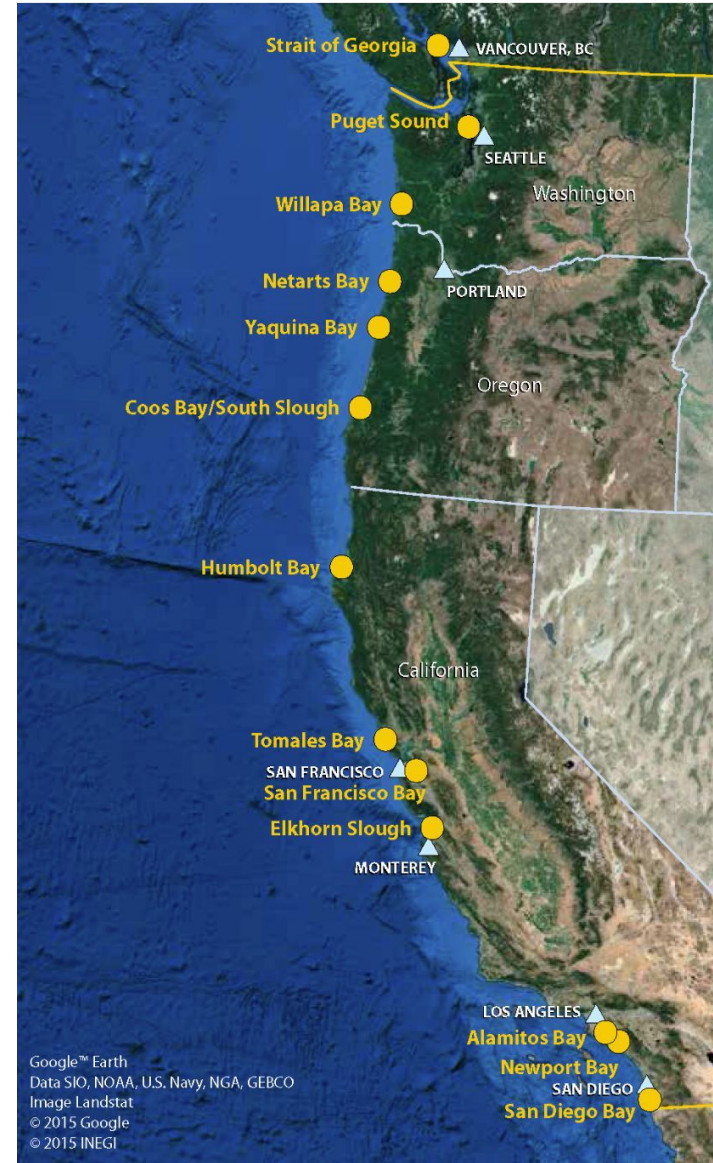 Strait of Georgia
VANCOUVER, BC
Puget Sound
SEATTLE
Washington
Willapa Bay
Netarts Bay
PORTLAND
Yaquina Bay
Oregon
Coos Bay/South Slough
Humbolt Bay
California
Tomales Bay
SAN FRANCISCO
San Francisco Bay
Elkhorn Slough
MONTEREY
LOS ANGELES
Alamitos Bay
Newport Bay
SAN DIEGO
San Diego Bay
Google™ Earth
Data SIO, NOAA, U.S. Navy, NGA, GEBCO
Image Landstat
© 2015 Google
© 2015 INEGI